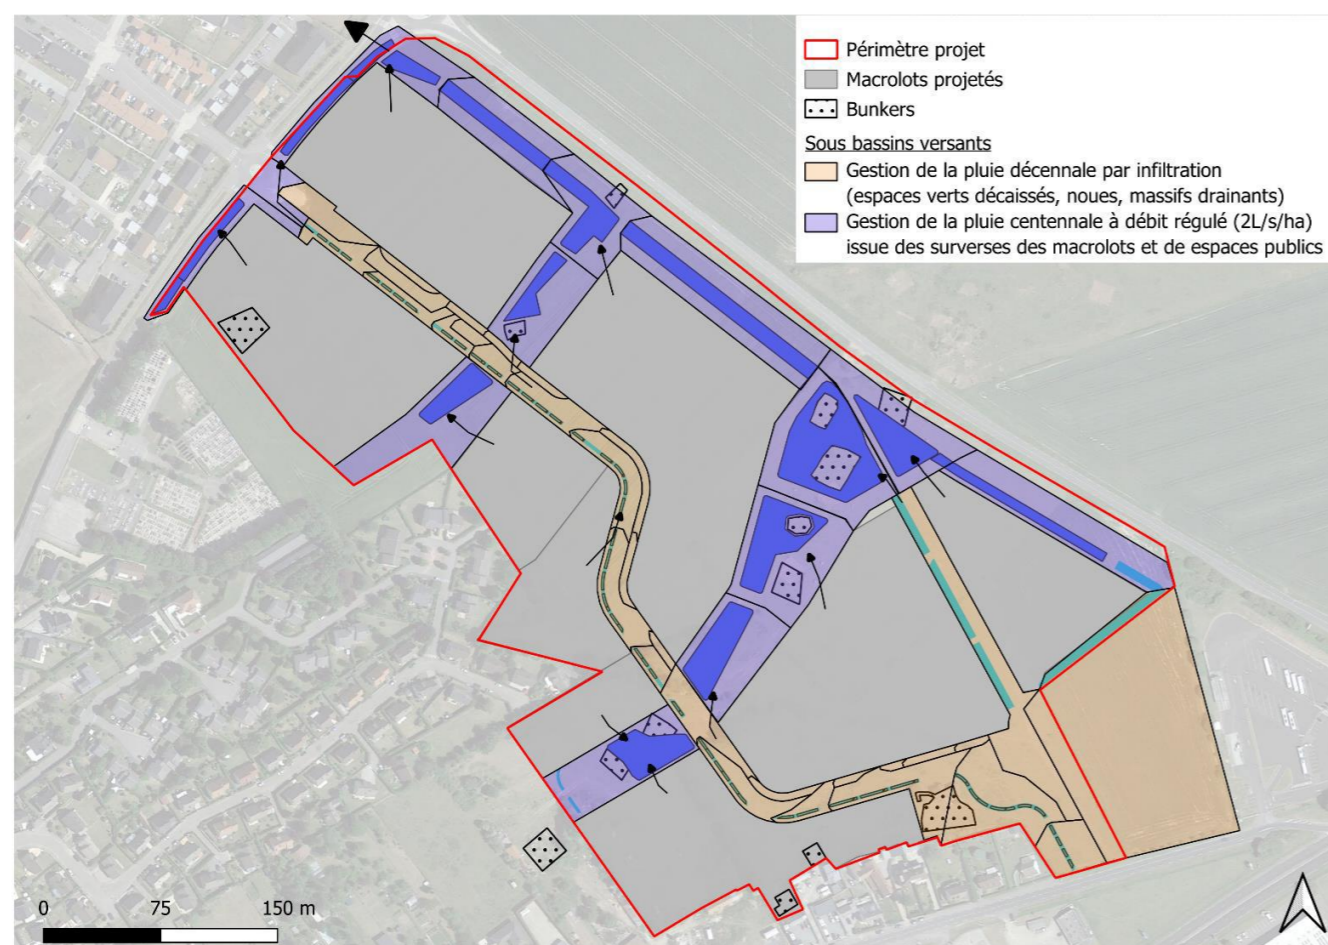 Périmètre projet
Macrolots projetés
Bunkers
Sous bassins versants
Gestion de la pluie décennale par infiltration
(espaces verts décaissés, noues, massifs drainants)
Gestion de la pluie centennale à débit régulé (2L/s/ha)
issue des surverses des macrolots et de espaces publics
0 75 150 m